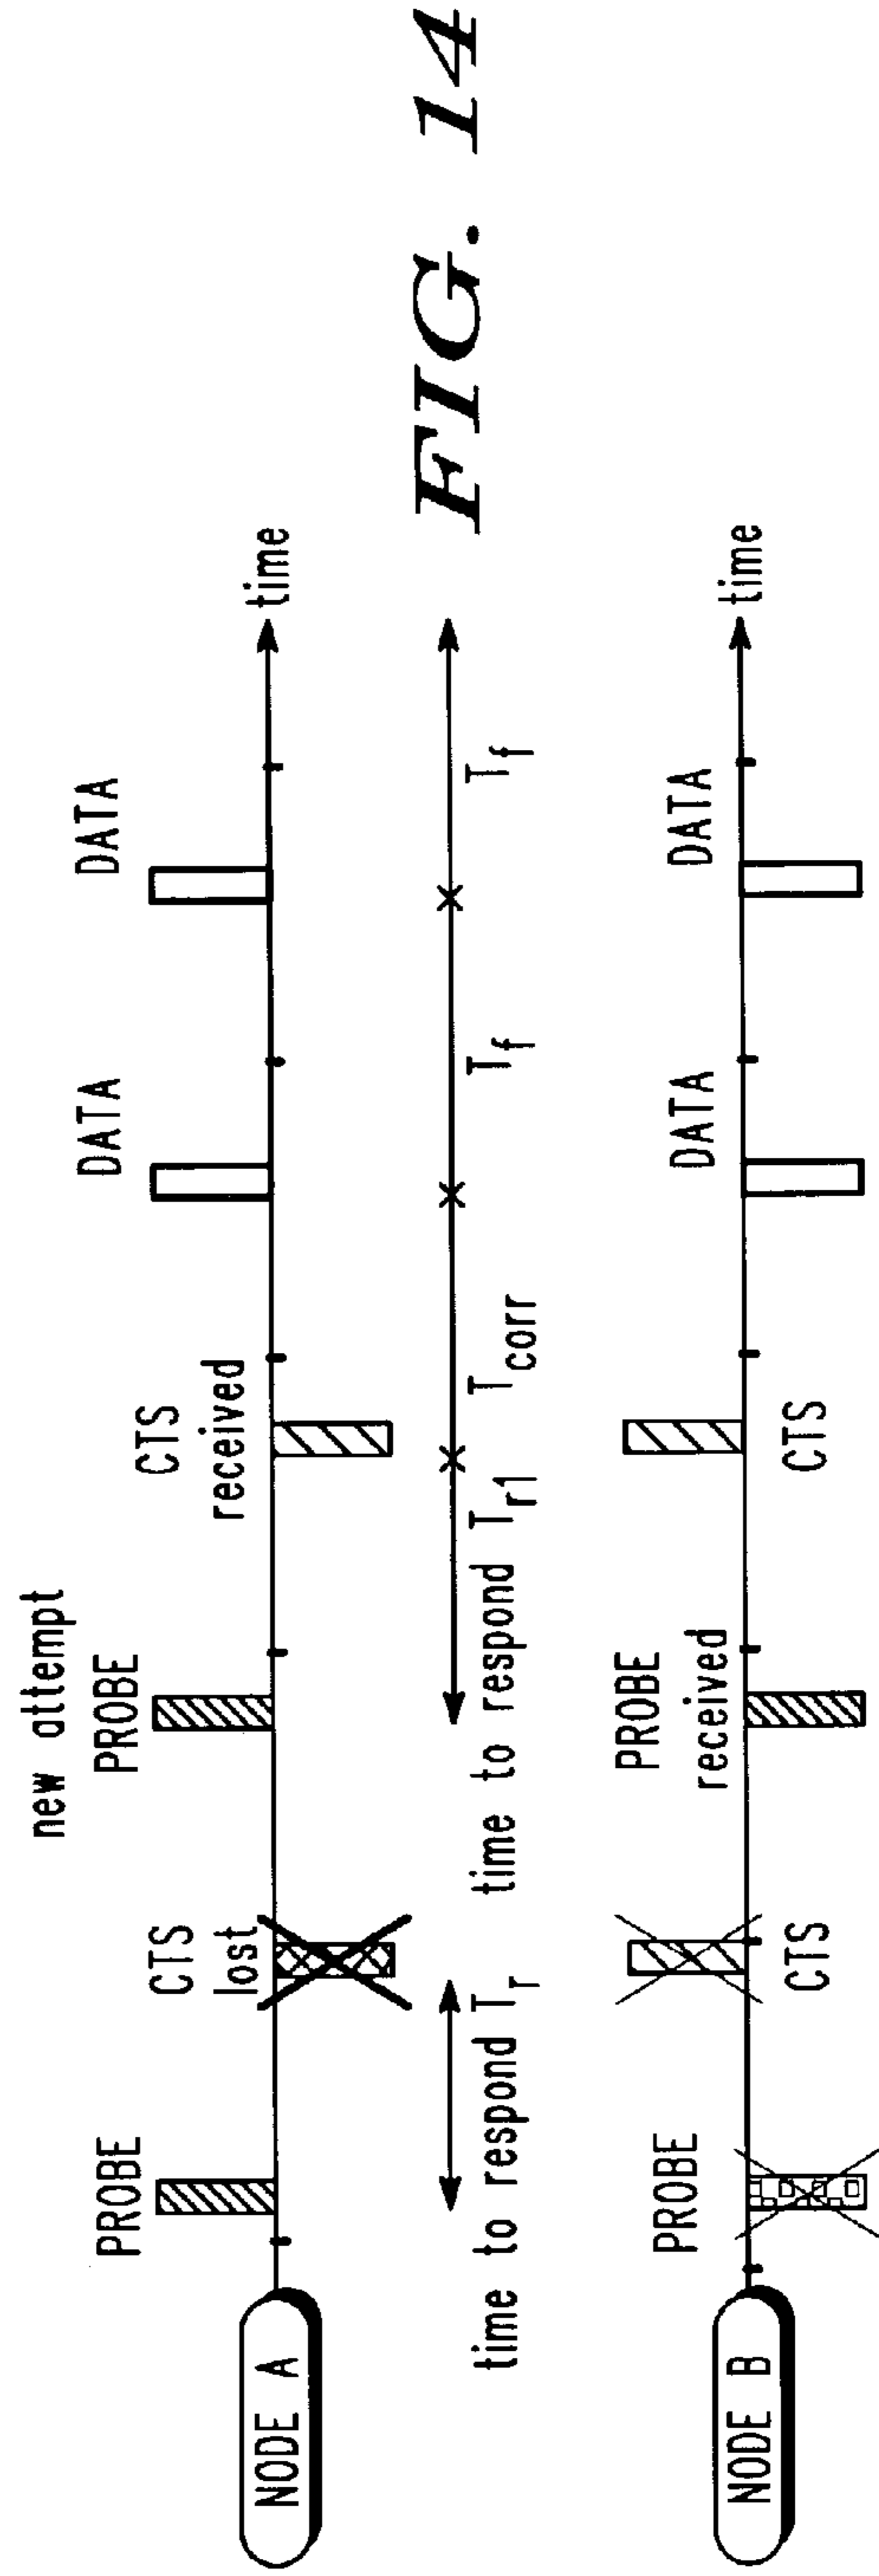 new attempt
PROBE
CTS
lost
PROBE
CTS
received
DATA
DATA
NODE A
time
time to respond Tr
time to respond Tr1
Tcorr
Tf
Tf
FIG. 14
PROBE
PROBE
received
DATA
DATA
NODE B
time
CTS
CTS